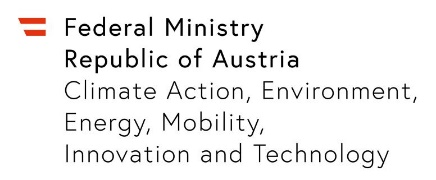 Federal Ministry
Republic of Austria
Climate Action, Environment,
Energy, Mobility,
Innovation and Technology